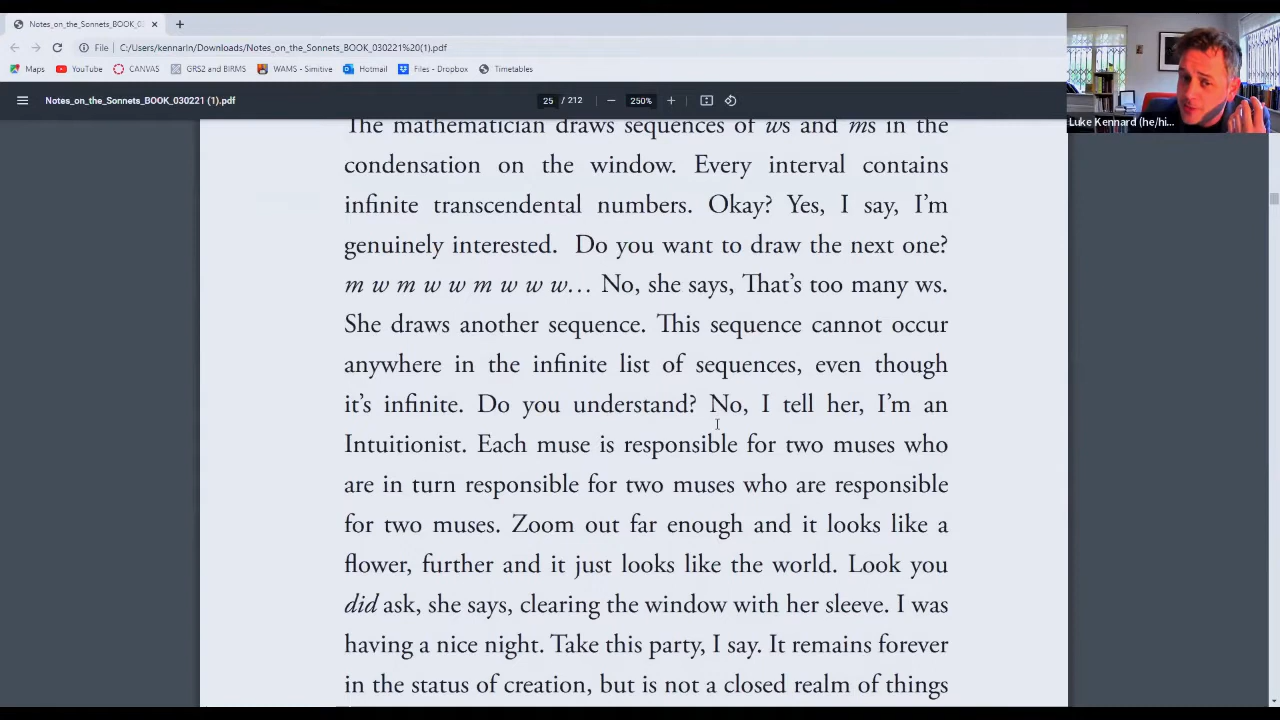 Notes_on_the_Sonnets_BOOK_03
File C:/Users/kennarln/Downloads/Notes_on_the_Sonnets_BOOK_030221%20(1).pdf
Maps YouTube CANVAS GRS2 and BIRMS WAMS - Simitive Hotmail Files - Dropbox Timetables
Notes_on_the_Sonnets_BOOK_030221 (1).pdf 25 / 212 250%
Luke Kennard (he/hi...
The mathematician draws sequences of ws and ms in the
condensation on the window. Every interval contains
infinite transcendental numbers. Okay? Yes, I say, I’m
genuinely interested. Do you want to draw the next one?
m w m w w m w w w… No, she says, That’s too many ws.
She draws another sequence. This sequence cannot occur
anywhere in the infinite list of sequences, even though
it’s infinite. Do you understand? No, I tell her, I’m an
Intuitionist. Each muse is responsible for two muses who
are in turn responsible for two muses who are responsible
for two muses. Zoom out far enough and it looks like a
flower, further and it just looks like the world. Look you
did ask, she says, clearing the window with her sleeve. I was
having a nice night. Take this party, I say. It remains forever
in the status of creation, but is not a closed realm of things